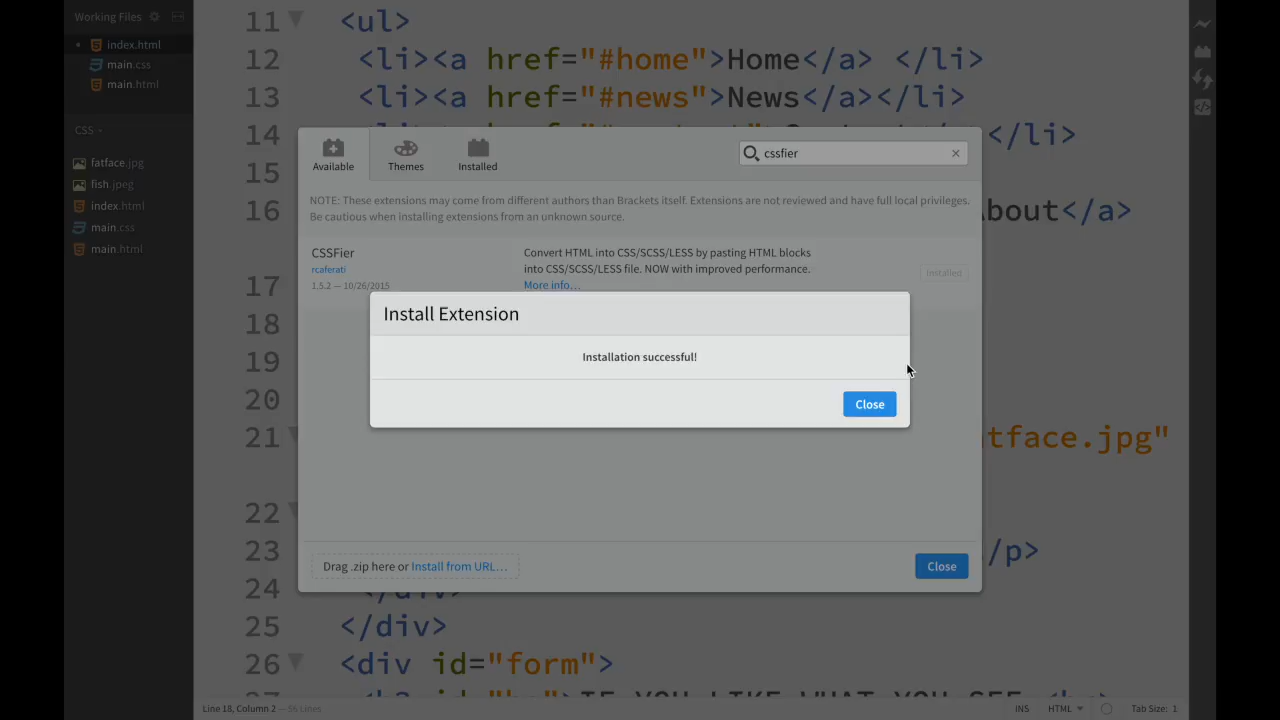 Working Files
index.html
main.css
main.html
CSS
fatface.jpg
fish.jpeg
index.html
main.css
main.html
11 <ul>
12 <li><a href="#home">Home</a> </li>
13 <li><a href="#news">News</a></li>
14 </li>
15
16 About</a>
17
18
19
20
21 tface.jpg"
22
23 /p>
24 </div>
25 </div>
26 <div id="form">
27
Available
Themes
Installed
cssfier
NOTE: These extensions may come from different authors than Brackets itself. Extensions are not reviewed and have full local privileges.
Be cautious when installing extensions from an unknown source.
CSSFier
rcaferati
1.5.2 — 10/26/2015
Convert HTML into CSS/SCSS/LESS by pasting HTML blocks
into CSS/SCSS/LESS file. NOW with improved performance.
More info…
Installed
Install Extension
Installation successful!
Close
Drag .zip here or Install from URL…
Close
Line 18, Column 2 — 56 Lines
INS
HTML
Tab Size: 1